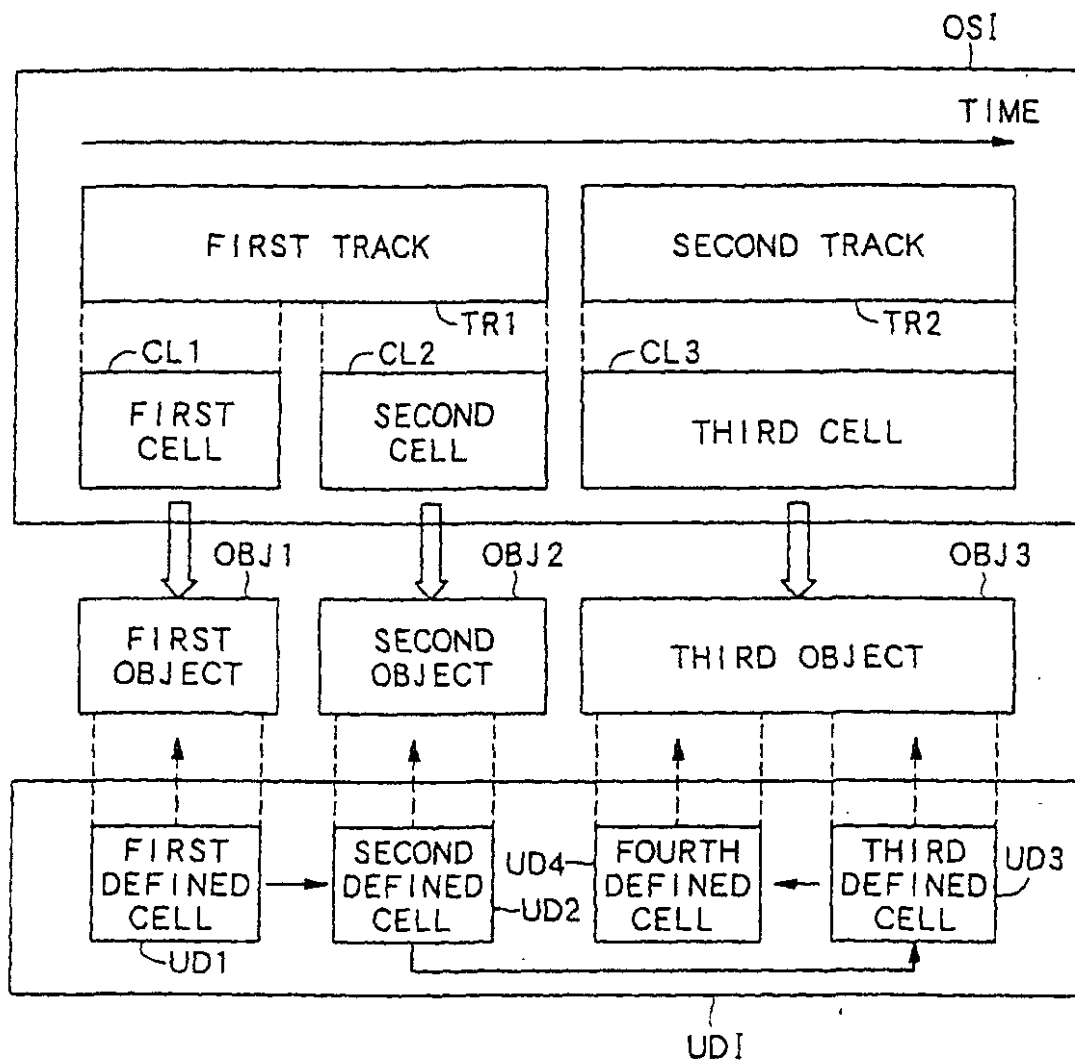 OSI
TIME
FIRST TRACK
SECOND TRACK
TR1
TR2
CL1
CL2
CL3
FIRST
CELL
SECOND
CELL
THIRD CELL
OBJ1
OBJ2
OBJ3
FIRST
OBJECT
SECOND
OBJECT
THIRD OBJECT
FIRST
DEFINED
CELL
UD1
SECOND
DEFINED
CELL
UD2
UD4
FOURTH
DEFINED
CELL
THIRD
DEFINED
CELL
UD3
UDI